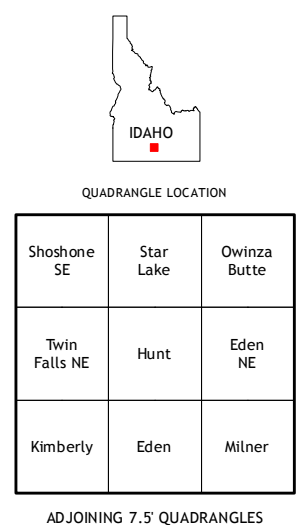 IDAHO
QUADRANGLE LOCATION
Shoshone
SE
Star
Lake
Owinza
Butte
Twin
Falls NE
Hunt
Eden
NE
Kimberly
Eden
Milner
ADJOINING 7.5' QUADRANGLES